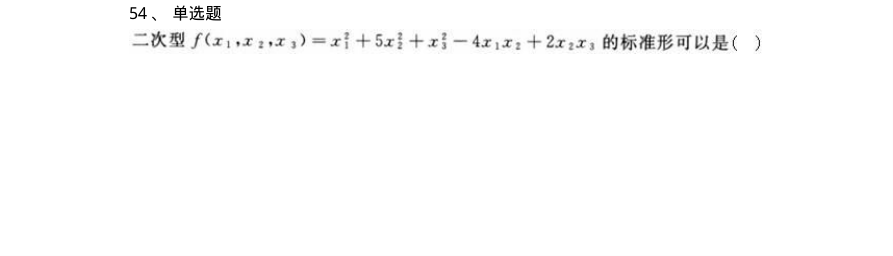 54 、 单选题
二次型 f(x₁,x₂,x₃)=x₁²+5x₂²+x₃²-4x₁x₂+2x₂x₃ 的标准形可以是( )